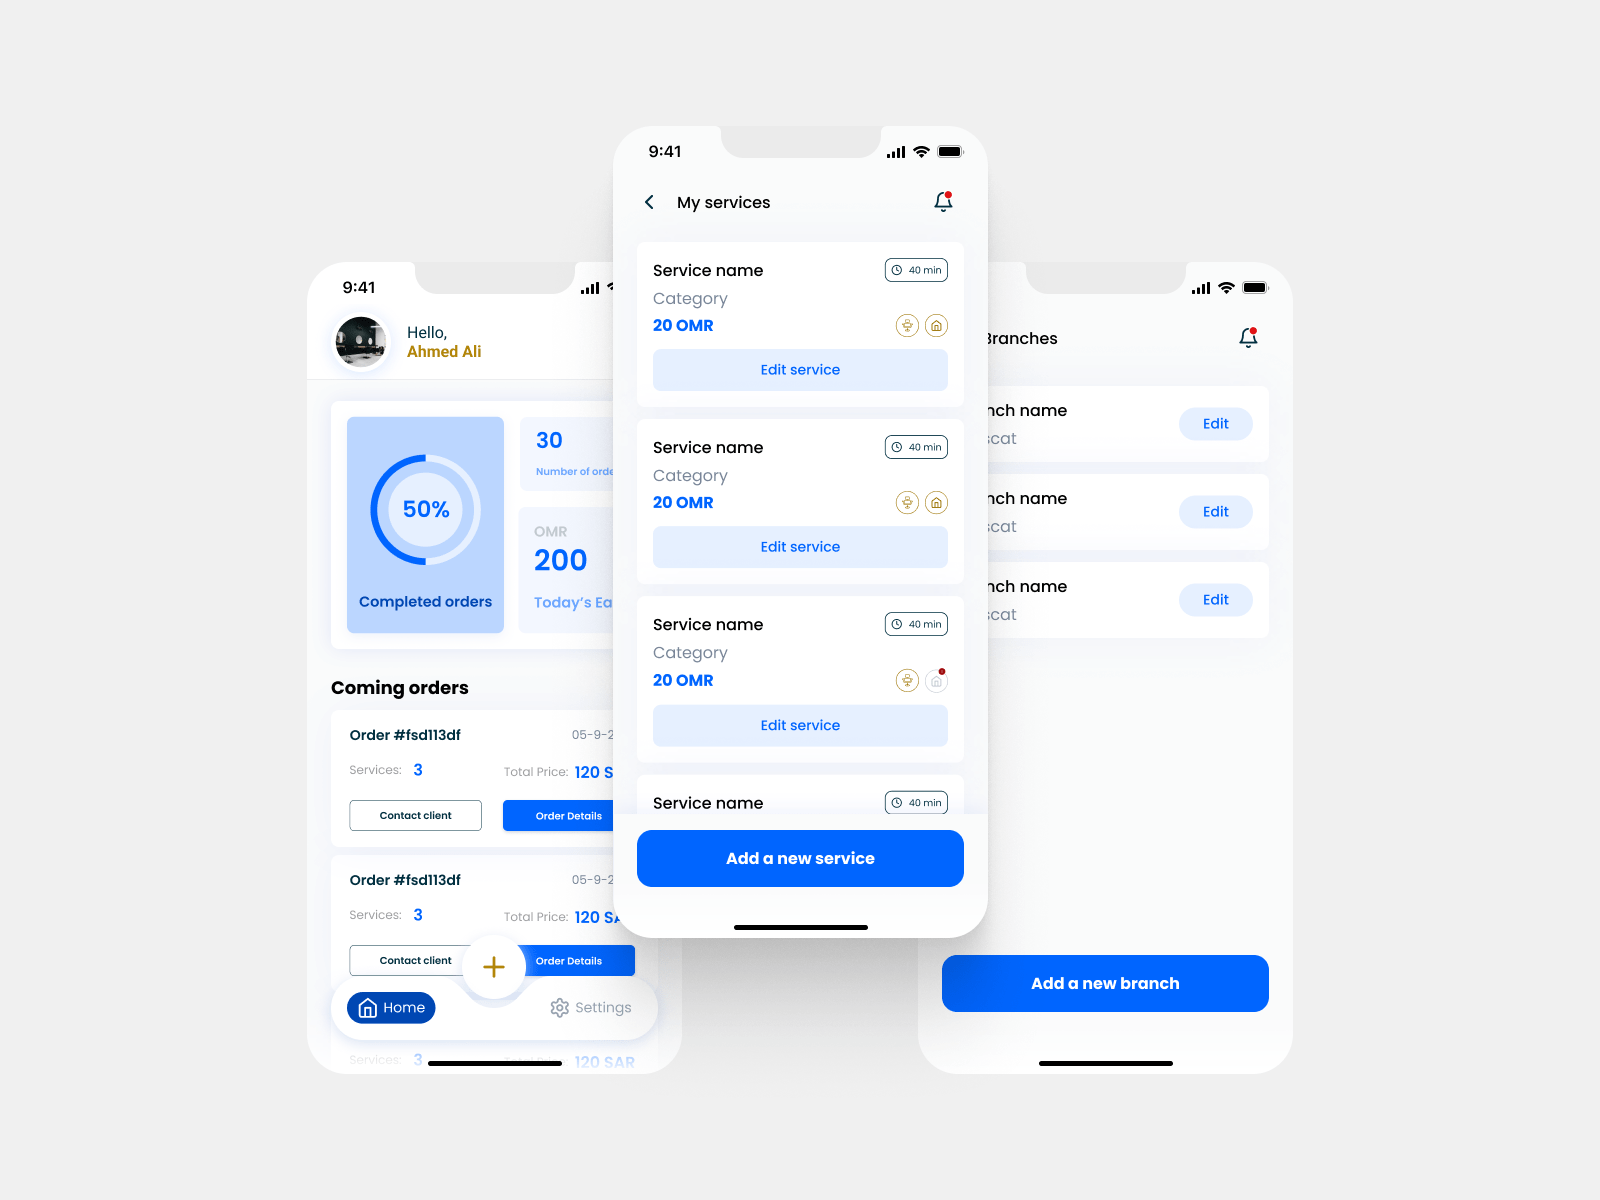 9:41
Hello,
Ahmed Ali
50%
Completed orders
30
Number of orde
OMR
200
Today's Ea
Coming orders
Order #fsd113df
05-9-2
Services: 3
Total Price: 120 S
Contact client
Order Details
Order #fsd113df
05-9-2
Services: 3
Total Price: 120 SA
Contact client
Order Details
Home
Settings
Services: 3
Total Price: 120 SAR
9:41
My services
Service name
40 min
Category
20 OMR
Edit service
Service name
40 min
Category
20 OMR
Edit service
Service name
40 min
Category
20 OMR
Edit service
Service name
40 min
Add a new service
Branches
nch name
scat
Edit
nch name
scat
Edit
nch name
scat
Edit
Add a new branch